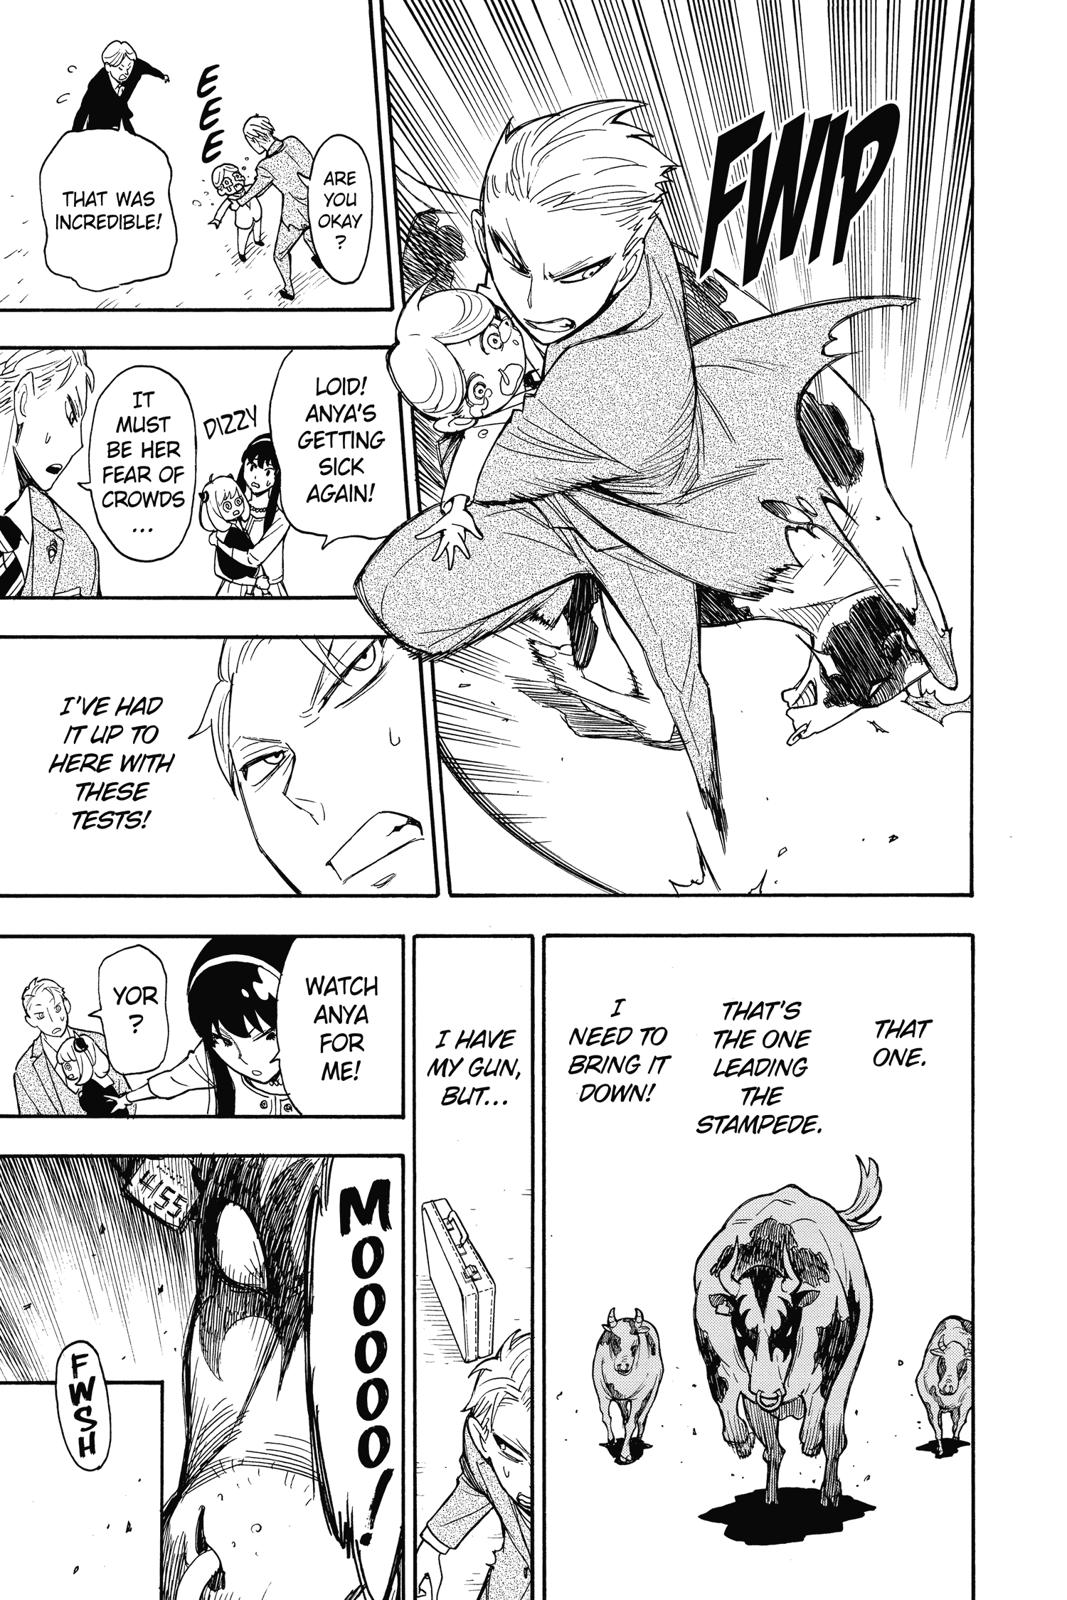 FWIP
ARE
YOU
OKAY
?
EEE
THAT WAS
INCREDIBLE!
LOID!
ANYA'S
GETTING
SICK
AGAIN!
DIZZY
IT
MUST
BE HER
FEAR OF
CROWDS
...
I'VE HAD
IT UP TO
HERE WITH
THESE
TESTS!
THAT
ONE.
THAT'S
THE ONE
LEADING
THE
STAMPEDE.
I
NEED TO
BRING IT
DOWN!
I HAVE
MY GUN,
BUT...
WATCH
ANYA
FOR
ME!
YOR
?
MOOOOOO!
4155
FWSH